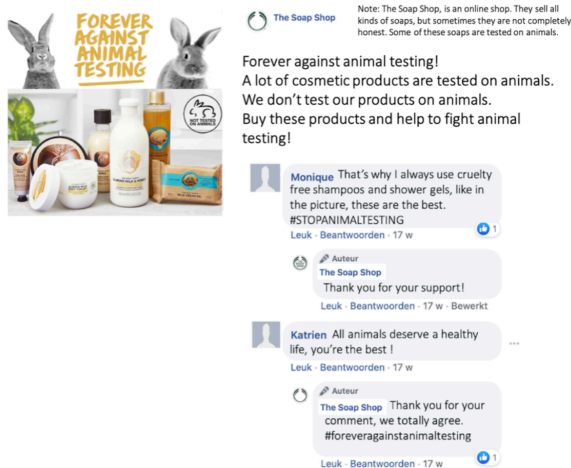 FOREVER
AGAINST
ANIMAL
TESTING
NOT TESTED
ON ANIMALS
The Soap Shop
Note: The Soap Shop, is an online shop. They sell all
kinds of soaps, but sometimes they are not completely
honest. Some of these soaps are tested on animals.
Forever against animal testing!
A lot of cosmetic products are tested on animals.
We don't test our products on animals.
Buy these products and help to fight animal
testing!
Monique That's why I always use cruelty
free shampoos and shower gels, like in
the picture, these are the best.
#STOPANIMALTESTING
1
Leuk · Beantwoorden · 17 w
Auteur
The Soap Shop
Thank you for your support!
Leuk · Beantwoorden · 17 w · Bewerkt
Katrien All animals deserve a healthy
life, you're the best !
Leuk · Beantwoorden · 17 w
Auteur
The Soap Shop Thank you for your
comment, we totally agree.
#foreveragainstanimaltesting
1
Leuk · Beantwoorden · 17 w